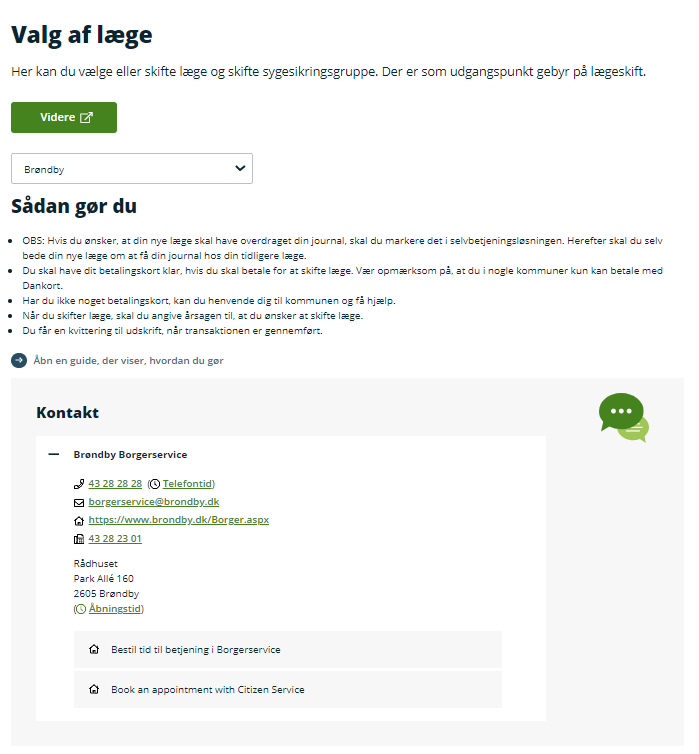 Valg af læge
Her kan du vælge eller skifte læge og skifte sygesikringsgruppe. Der er som udgangspunkt gebyr på lægeskift.
Videre
Brøndby
Sådan gør du
OBS: Hvis du ønsker, at din nye læge skal have overdraget din journal, skal du markere det i selvbetjeningsløsningen. Herefter skal du selv
bede din nye læge om at få din journal hos din tidligere læge.
Du skal have dit betalingskort klar, hvis du skal betale for at skifte læge. Vær opmærksom på, at du i nogle kommuner kun kan betale med
Dankort.
Har du ikke noget betalingskort, kan du henvende dig til kommunen og få hjælp.
Når du skifter læge, skal du angive årsagen til, at du ønsker at skifte læge.
Du får en kvittering til udskrift, når transaktionen er gennemført.
Åbn en guide, der viser, hvordan du gør
Kontakt
Brøndby Borgerservice
43 28 28 28 (Telefontid)
borgerservice@brondby.dk
https://www.brondby.dk/Borger.aspx
43 28 23 01
Rådhuset
Park Allé 160
2605 Brøndby
(Åbningstid)
Bestil tid til betjening i Borgerservice
Book an appointment with Citizen Service